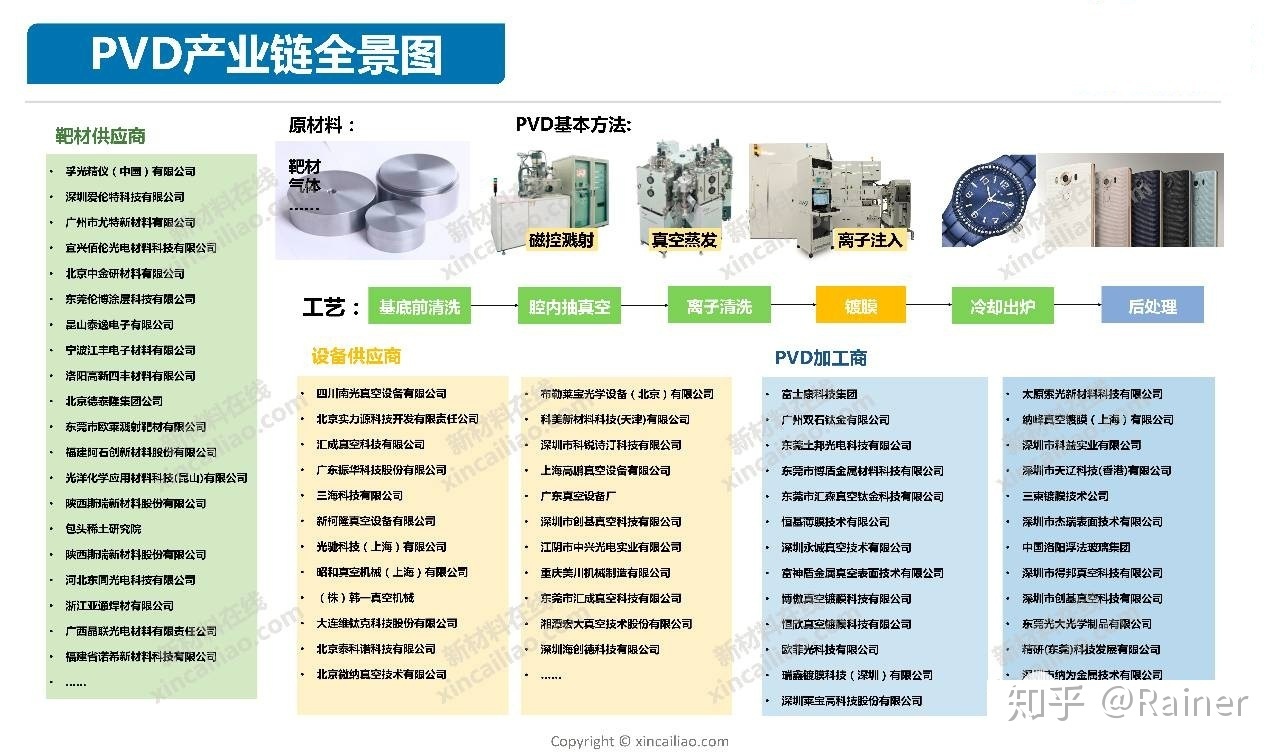 PVD产业链全景图
靶材供应商
孚光精仪（中国）有限公司
深圳爱伦特科技有限公司
广州市尤特新材料有限公司
宜兴佰伦光电材料科技有限公司
北京中金研材料有限公司
东莞伦博涂层科技有限公司
昆山泰逸电子有限公司
宁波江丰电子材料有限公司
洛阳高新四丰材料有限公司
北京德泰隆集团公司
东莞市欧莱溅射靶材有限公司
福建阿石创新材料股份有限公司
光洋化学应用材料科技(昆山)有限公司
陕西斯瑞新材料股份有限公司
包头稀土研究院
陕西斯瑞新材料股份有限公司
河北东同光电科技有限公司
浙江亚通焊材有限公司
广西晶联光电材料有限责任公司
福建省诺希新材料科技有限公司
......
原材料：
靶材
气体
......
PVD基本方法:
磁控溅射
真空蒸发
离子注入
工艺：
基底前清洗
腔内抽真空
离子清洗
镀膜
冷却出炉
后处理
设备供应商
四川南光真空设备有限公司
北京实力源科技开发有限责任公司
汇成真空科技有限公司
广东振华科技股份有限公司
三海科技有限公司
新柯隆真空设备有限公司
光驰科技（上海）有限公司
昭和真空机械（上海）有限公司
（株）韩一真空机械
大连维钛克科技股份有限公司
北京泰科诺科技有限公司
北京微纳真空技术有限公司
布勒莱宝光学设备（北京）有限公司
科美新材料科技(天津)有限公司
深圳市科锐诗汀科技有限公司
上海高鹏真空设备有限公司
广东真空设备厂
深圳市创基真空科技有限公司
江阴市中兴光电实业有限公司
重庆美川机械制造有限公司
东莞市汇成真空科技有限公司
湘潭宏大真空技术股份有限公司
深圳海创德科技有限公司
......
PVD加工商
富士康科技集团
广州双石钛金有限公司
东莞土邦光电科技有限公司
东莞市博盾金属材料科技有限公司
东莞市汇森真空钛金科技有限公司
恒基薄膜技术有限公司
深圳永诚真空技术有限公司
富神盾金属真空表面技术有限公司
博傲真空镀膜科技有限公司
恒欣真空镀膜科技有限公司
欧菲光科技有限公司
瑞鑫镀膜科技（深圳）有限公司
深圳莱宝高科技股份有限公司
太原索光新材料科技有限公司
纳峰真空镀膜（上海）有限公司
深圳市科益实业有限公司
深圳市天辽科技(香港)有限公司
三束镀膜技术公司
深圳市杰瑞表面技术有限公司
中国洛阳浮法玻璃集团
深圳市得邦真空科技有限公司
深圳市创基真空科技有限公司
东莞光大光学制品有限公司
精研(东莞)科技发展有限公司
深圳市纳为金属技术有限公司
知乎 @Rainer
新材料在线
xincailiao.com
Copyright © xincailiao.com